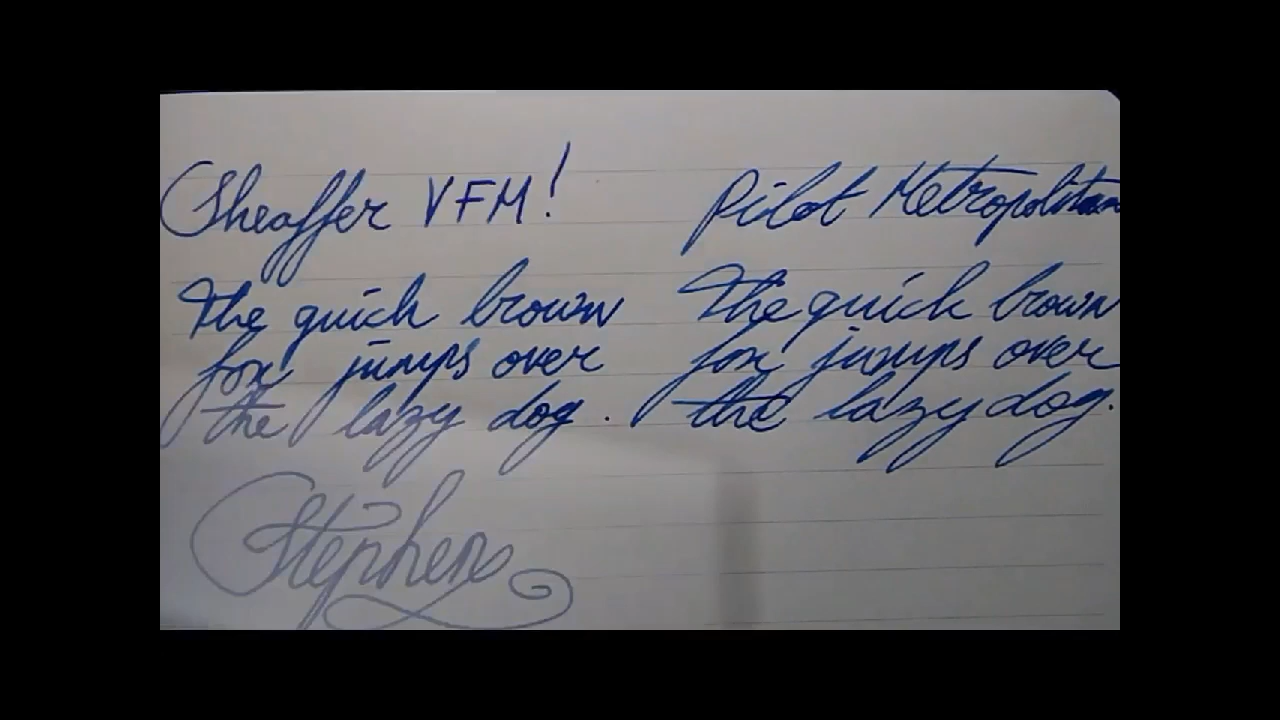 Sheaffer VFM!
The quick brown
fox jumps over
the lazy dog.
Stephen
Pilot Metropolitan
The quick brown
fox jumps over
the lazy dog.